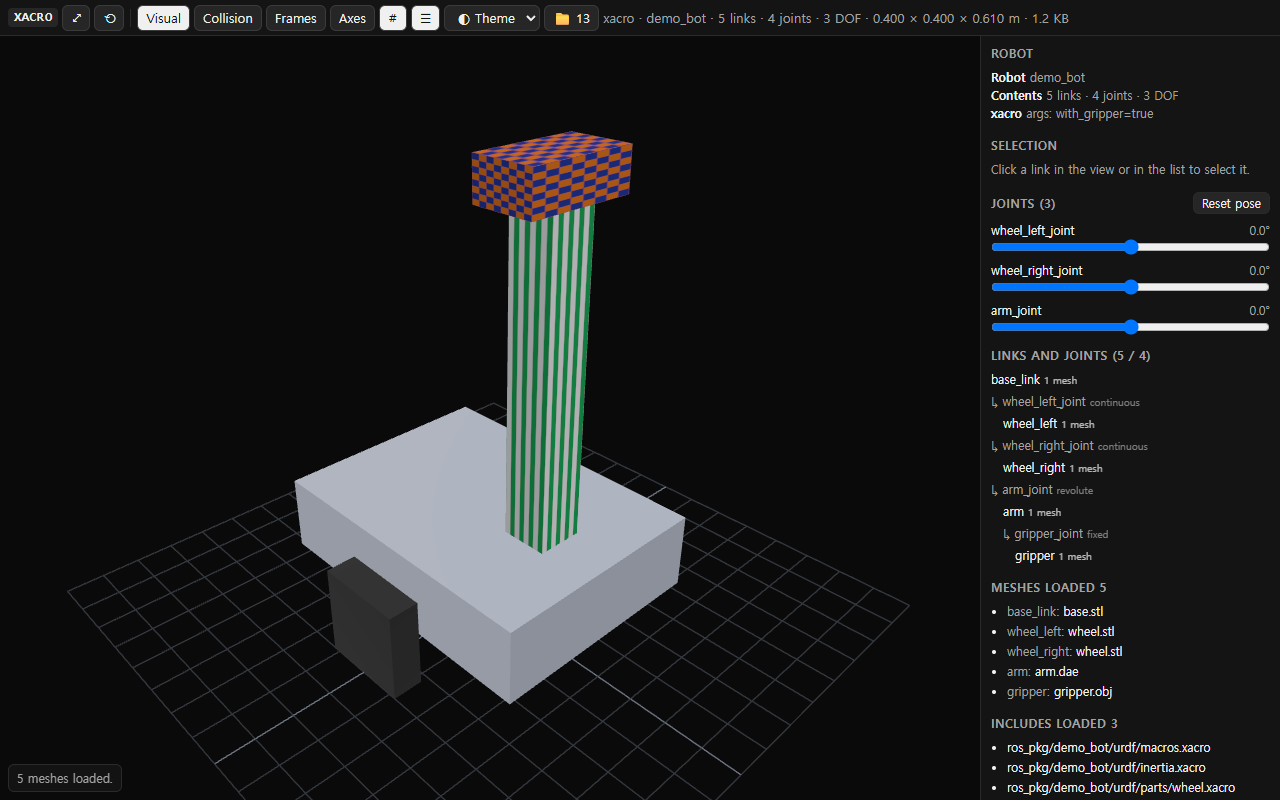 XACRO Visual Collision Frames Axes # ☰ Theme 13 xacro · demo_bot · 5 links · 4 joints · 3 DOF · 0.400 × 0.400 × 0.610 m · 1.2 KB
ROBOT
Robot demo_bot
Contents 5 links · 4 joints · 3 DOF
xacro args: with_gripper=true
SELECTION
Click a link in the view or in the list to select it.
JOINTS (3) Reset pose
wheel_left_joint 0.0°
wheel_right_joint 0.0°
arm_joint 0.0°
LINKS AND JOINTS (5 / 4)
base_link 1 mesh
↳ wheel_left_joint continuous
wheel_left 1 mesh
↳ wheel_right_joint continuous
wheel_right 1 mesh
↳ arm_joint revolute
arm 1 mesh
↳ gripper_joint fixed
gripper 1 mesh
MESHES LOADED 5
• base_link: base.stl
• wheel_left: wheel.stl
• wheel_right: wheel.stl
• arm: arm.dae
• gripper: gripper.obj
INCLUDES LOADED 3
• ros_pkg/demo_bot/urdf/macros.xacro
• ros_pkg/demo_bot/urdf/inertia.xacro
• ros_pkg/demo_bot/urdf/parts/wheel.xacro
5 meshes loaded.